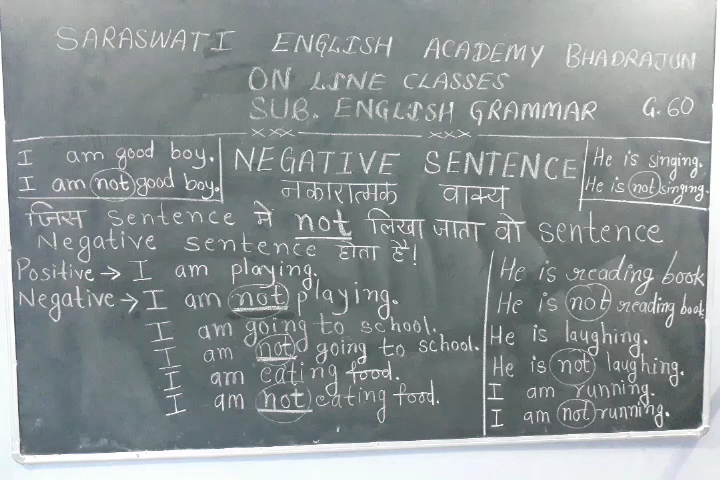 SARASWATI ENGLISH ACADEMY BHADRAJUN
ON LINE CLASSES
SUB. ENGLISH GRAMMAR G. 60
xxx xxx
I am good boy.
I am not good boy.
NEGATIVE SENTENCE
नकारात्मक वाक्य
He is singing.
He is not singing.
जिस sentence मे not लिखा जाता वो sentence
Negative sentence होता है!
Positive → I am playing.
Negative → I am not playing.
I am going to school.
I am not going to school.
I am eating food.
I am not eating food.
He is reading book
He is not reading book.
He is laughing.
He is not laughing.
I am running.
I am not running.